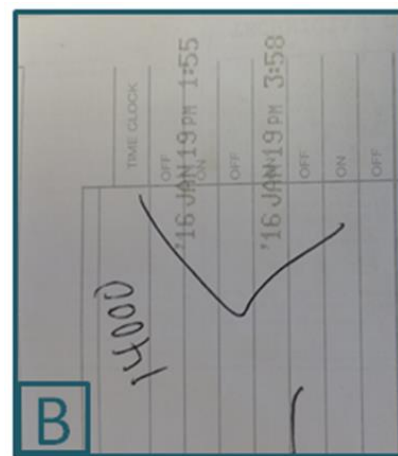 TIME CLOCK
OFF
'16 JAN 19 PM 1:55
ON
OFF
'16 JAN 19 PM 3:58
OFF
ON
OFF
14000
B